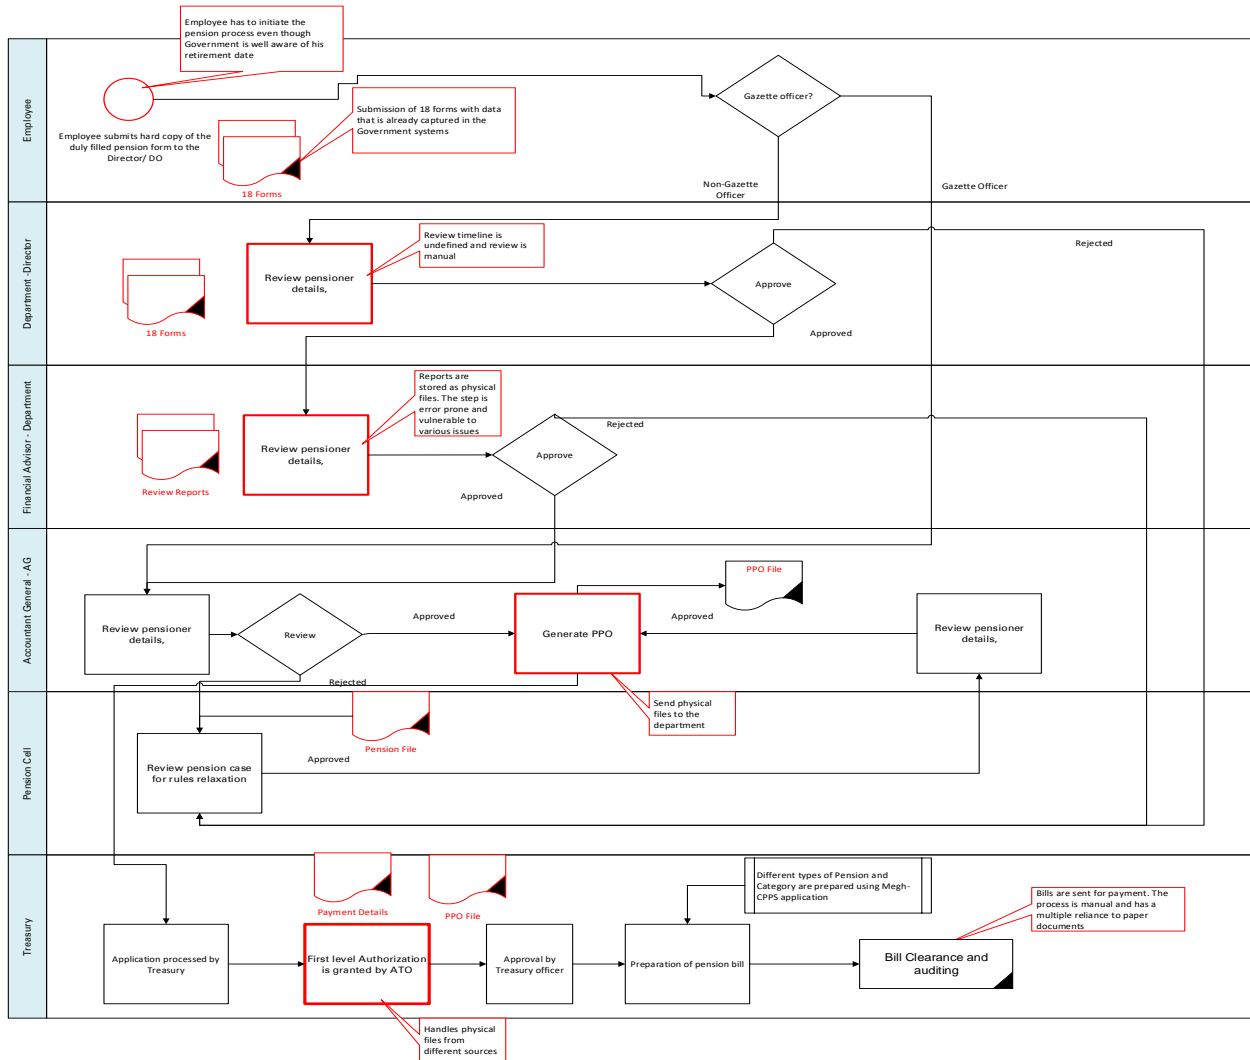 Employee has to initiate the
pension process even though
Government is well aware of his
retirement date
Employee
Gazette officer?
Submission of 18 forms with data
that is already captured in the
Government systems
Employee submits hard copy of the
duly filled pension form to the
Director/ DO
18 Forms
Non-Gazette
Officer
Gazette Officer
Department -Director
Review timeline is
undefined and review is
manual
Rejected
Review pensioner
details,
Approve
18 Forms
Approved
Financial Advisor - Department
Reports are
stored as physical
files. The step is
error prone and
vulnerable to
various issues
Rejected
Review pensioner
details,
Approve
Review Reports
Approved
Accountant General - AG
PPO File
Review pensioner
details,
Review
Approved
Generate PPO
Approved
Review pensioner
details,
Rejected
Pension Cell
Send physical
files to the
department
Pension File
Approved
Review pension case
for rules relaxation
Treasury
Different types of Pension and
Category are prepared using Megh-
CPPS application
Bills are sent for payment. The
process is manual and has a
multiple reliance to paper
documents
Payment Details
PPO File
Application processed by
Treasury
First level Authorization
is granted by ATO
Approval by
Treasury officer
Preparation of pension bill
Bill Clearance and
auditing
Handles physical
files from
different sources